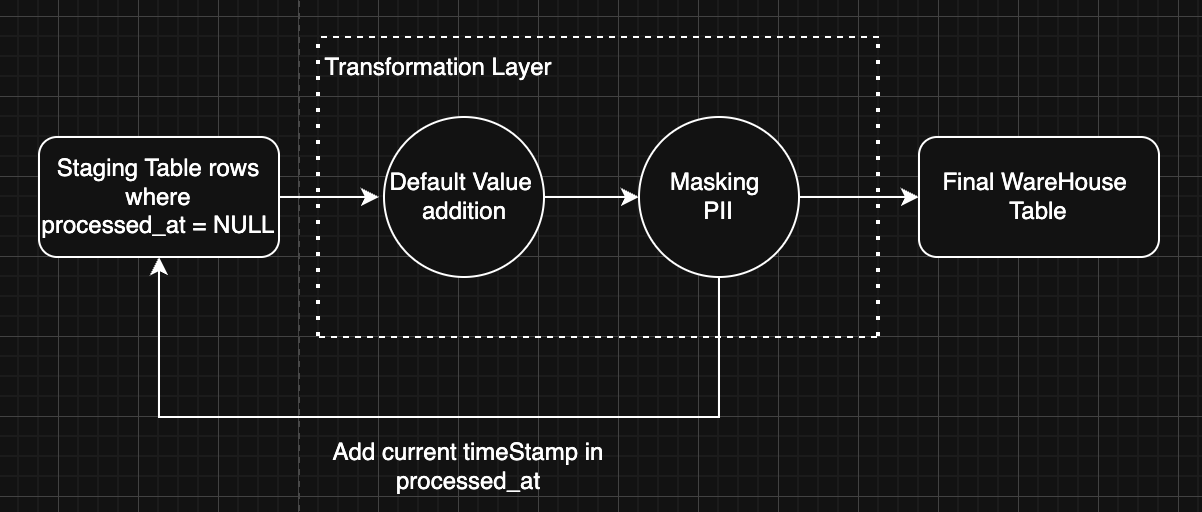 Transformation Layer
Staging Table rows
where
processed_at = NULL
Default Value
addition
Masking
PII
Final WareHouse
Table
Add current timeStamp in
processed_at